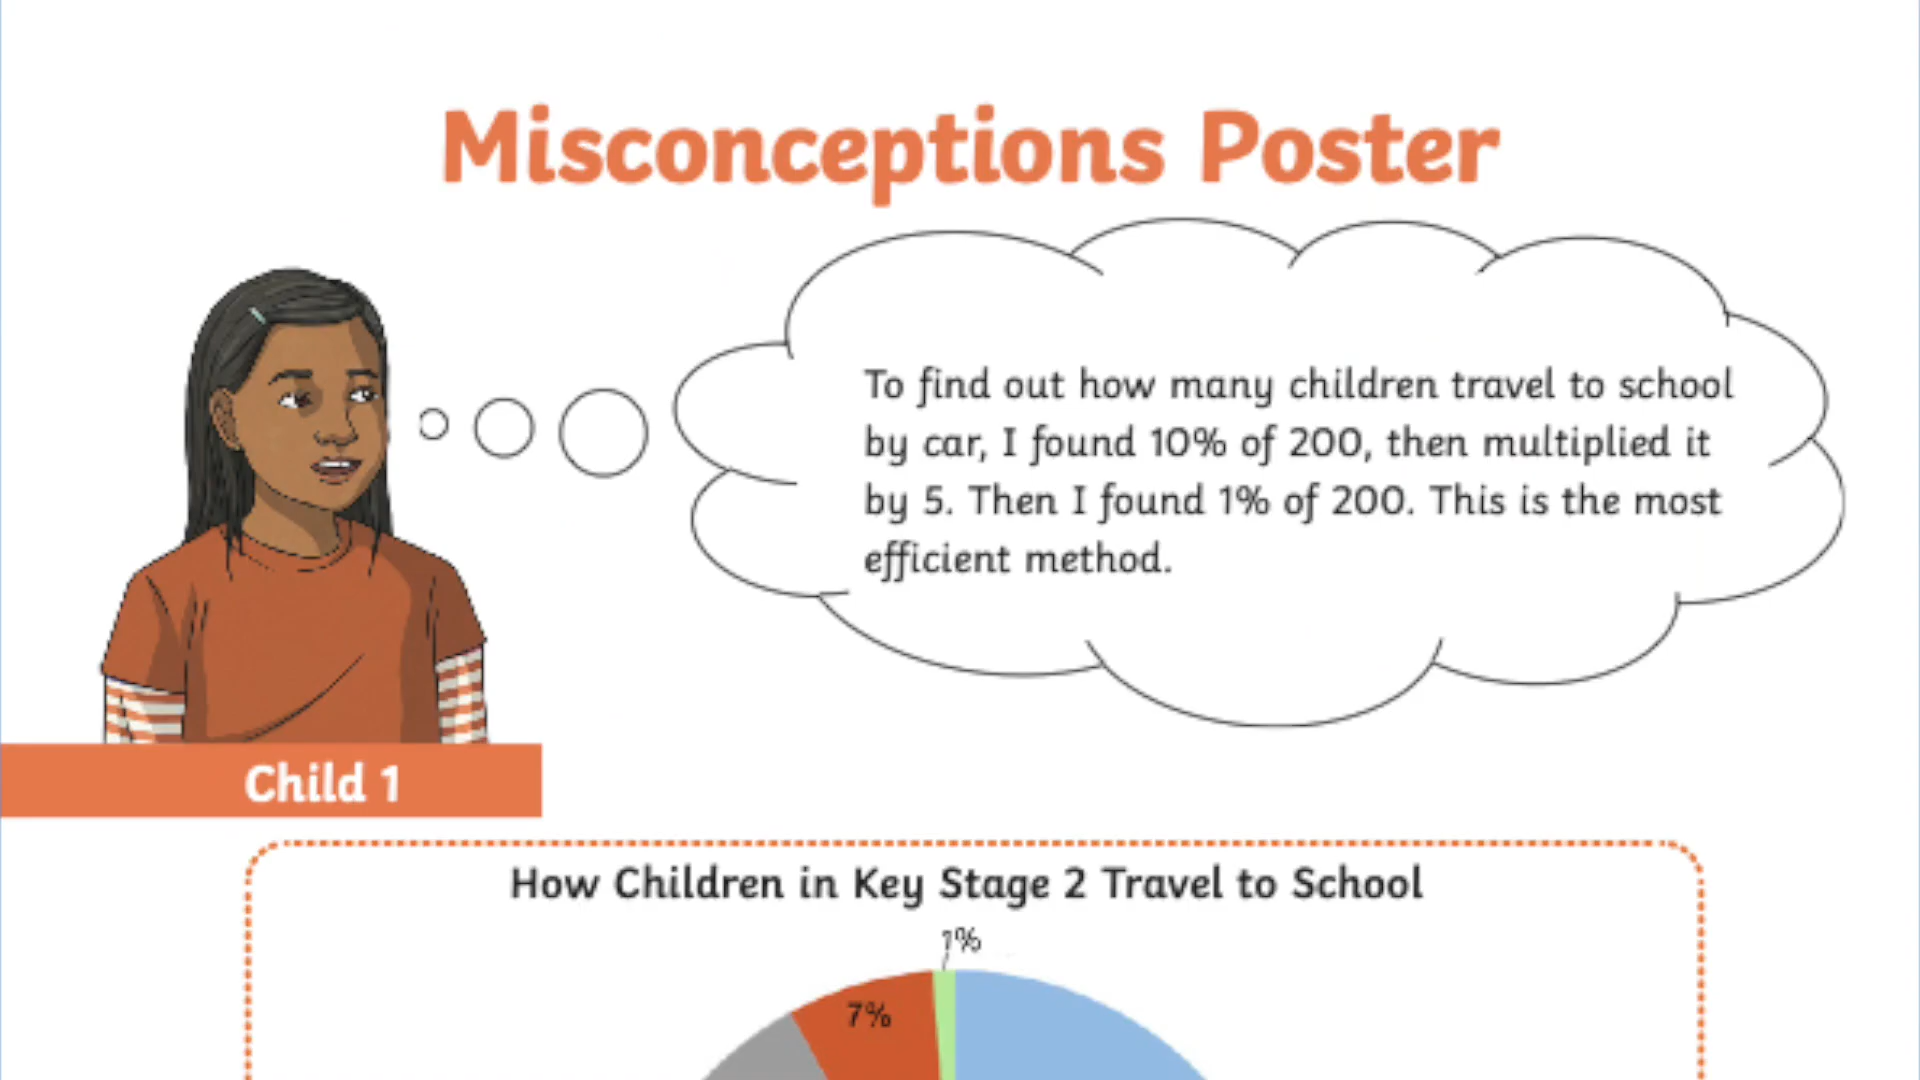 Misconceptions Poster
To find out how many children travel to school
by car, I found 10% of 200, then multiplied it
by 5. Then I found 1% of 200. This is the most
efficient method.
Child 1
How Children in Key Stage 2 Travel to School
1%
7%